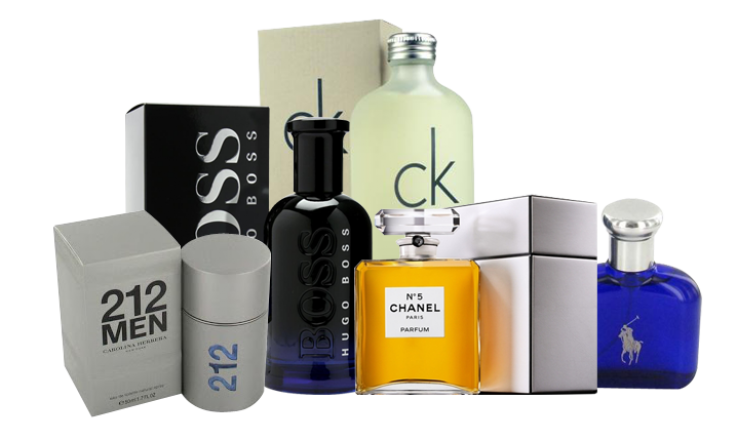 ck
ck
BOSS
HUGO BOSS
BOSS
HUGO BOSS
212
MEN
CAROLINA HERRERA
212
N°5
CHANEL
PARIS
PARFUM